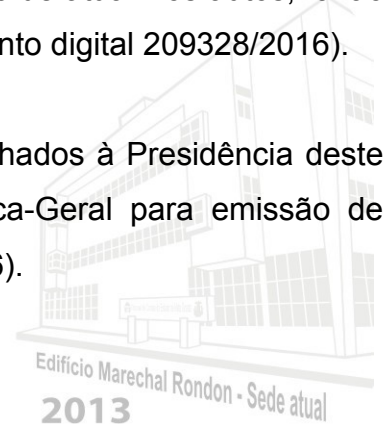 nto digital 209328/2016).
hados à Presidência deste
ca-Geral para emissão de
6).
Edifício Marechal Rondon - Sede atual
2013